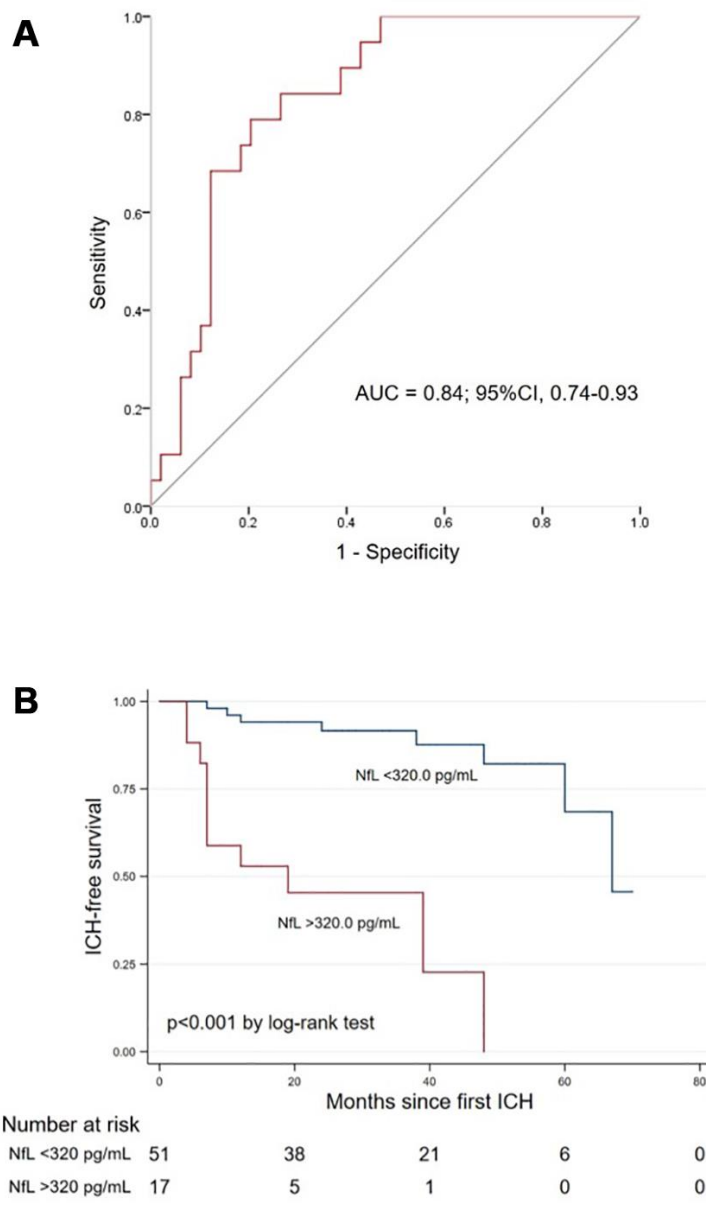 A
1.0
0.8
0.6
0.4
0.2
0.0
Sensitivity
AUC = 0.84; 95%CI, 0.74-0.93
0.0 0.2 0.4 0.6 0.8 1.0
1 - Specificity
B
1.00
0.75
0.50
0.25
0.00
ICH-free survival
NfL <320.0 pg/mL
NfL >320.0 pg/mL
p<0.001 by log-rank test
0 20 40 60 80
Months since first ICH
Number at risk
NfL <320 pg/mL 51 38 21 6 0
NfL >320 pg/mL 17 5 1 0 0